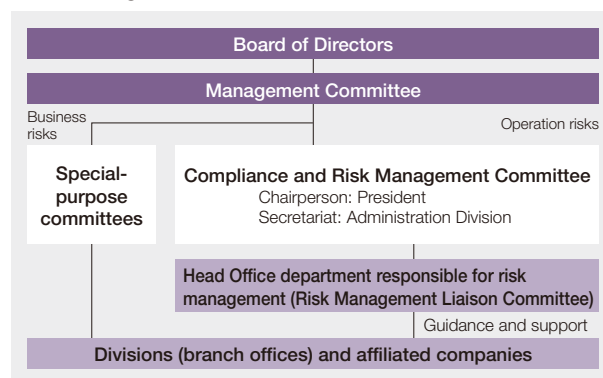 Board of Directors
Management Committee
Business
risks
Operation risks
Special-
purpose
committees
Compliance and Risk Management Committee
Chairperson: President
Secretariat: Administration Division
Head Office department responsible for risk
management (Risk Management Liaison Committee)
Guidance and support
Divisions (branch offices) and affiliated companies